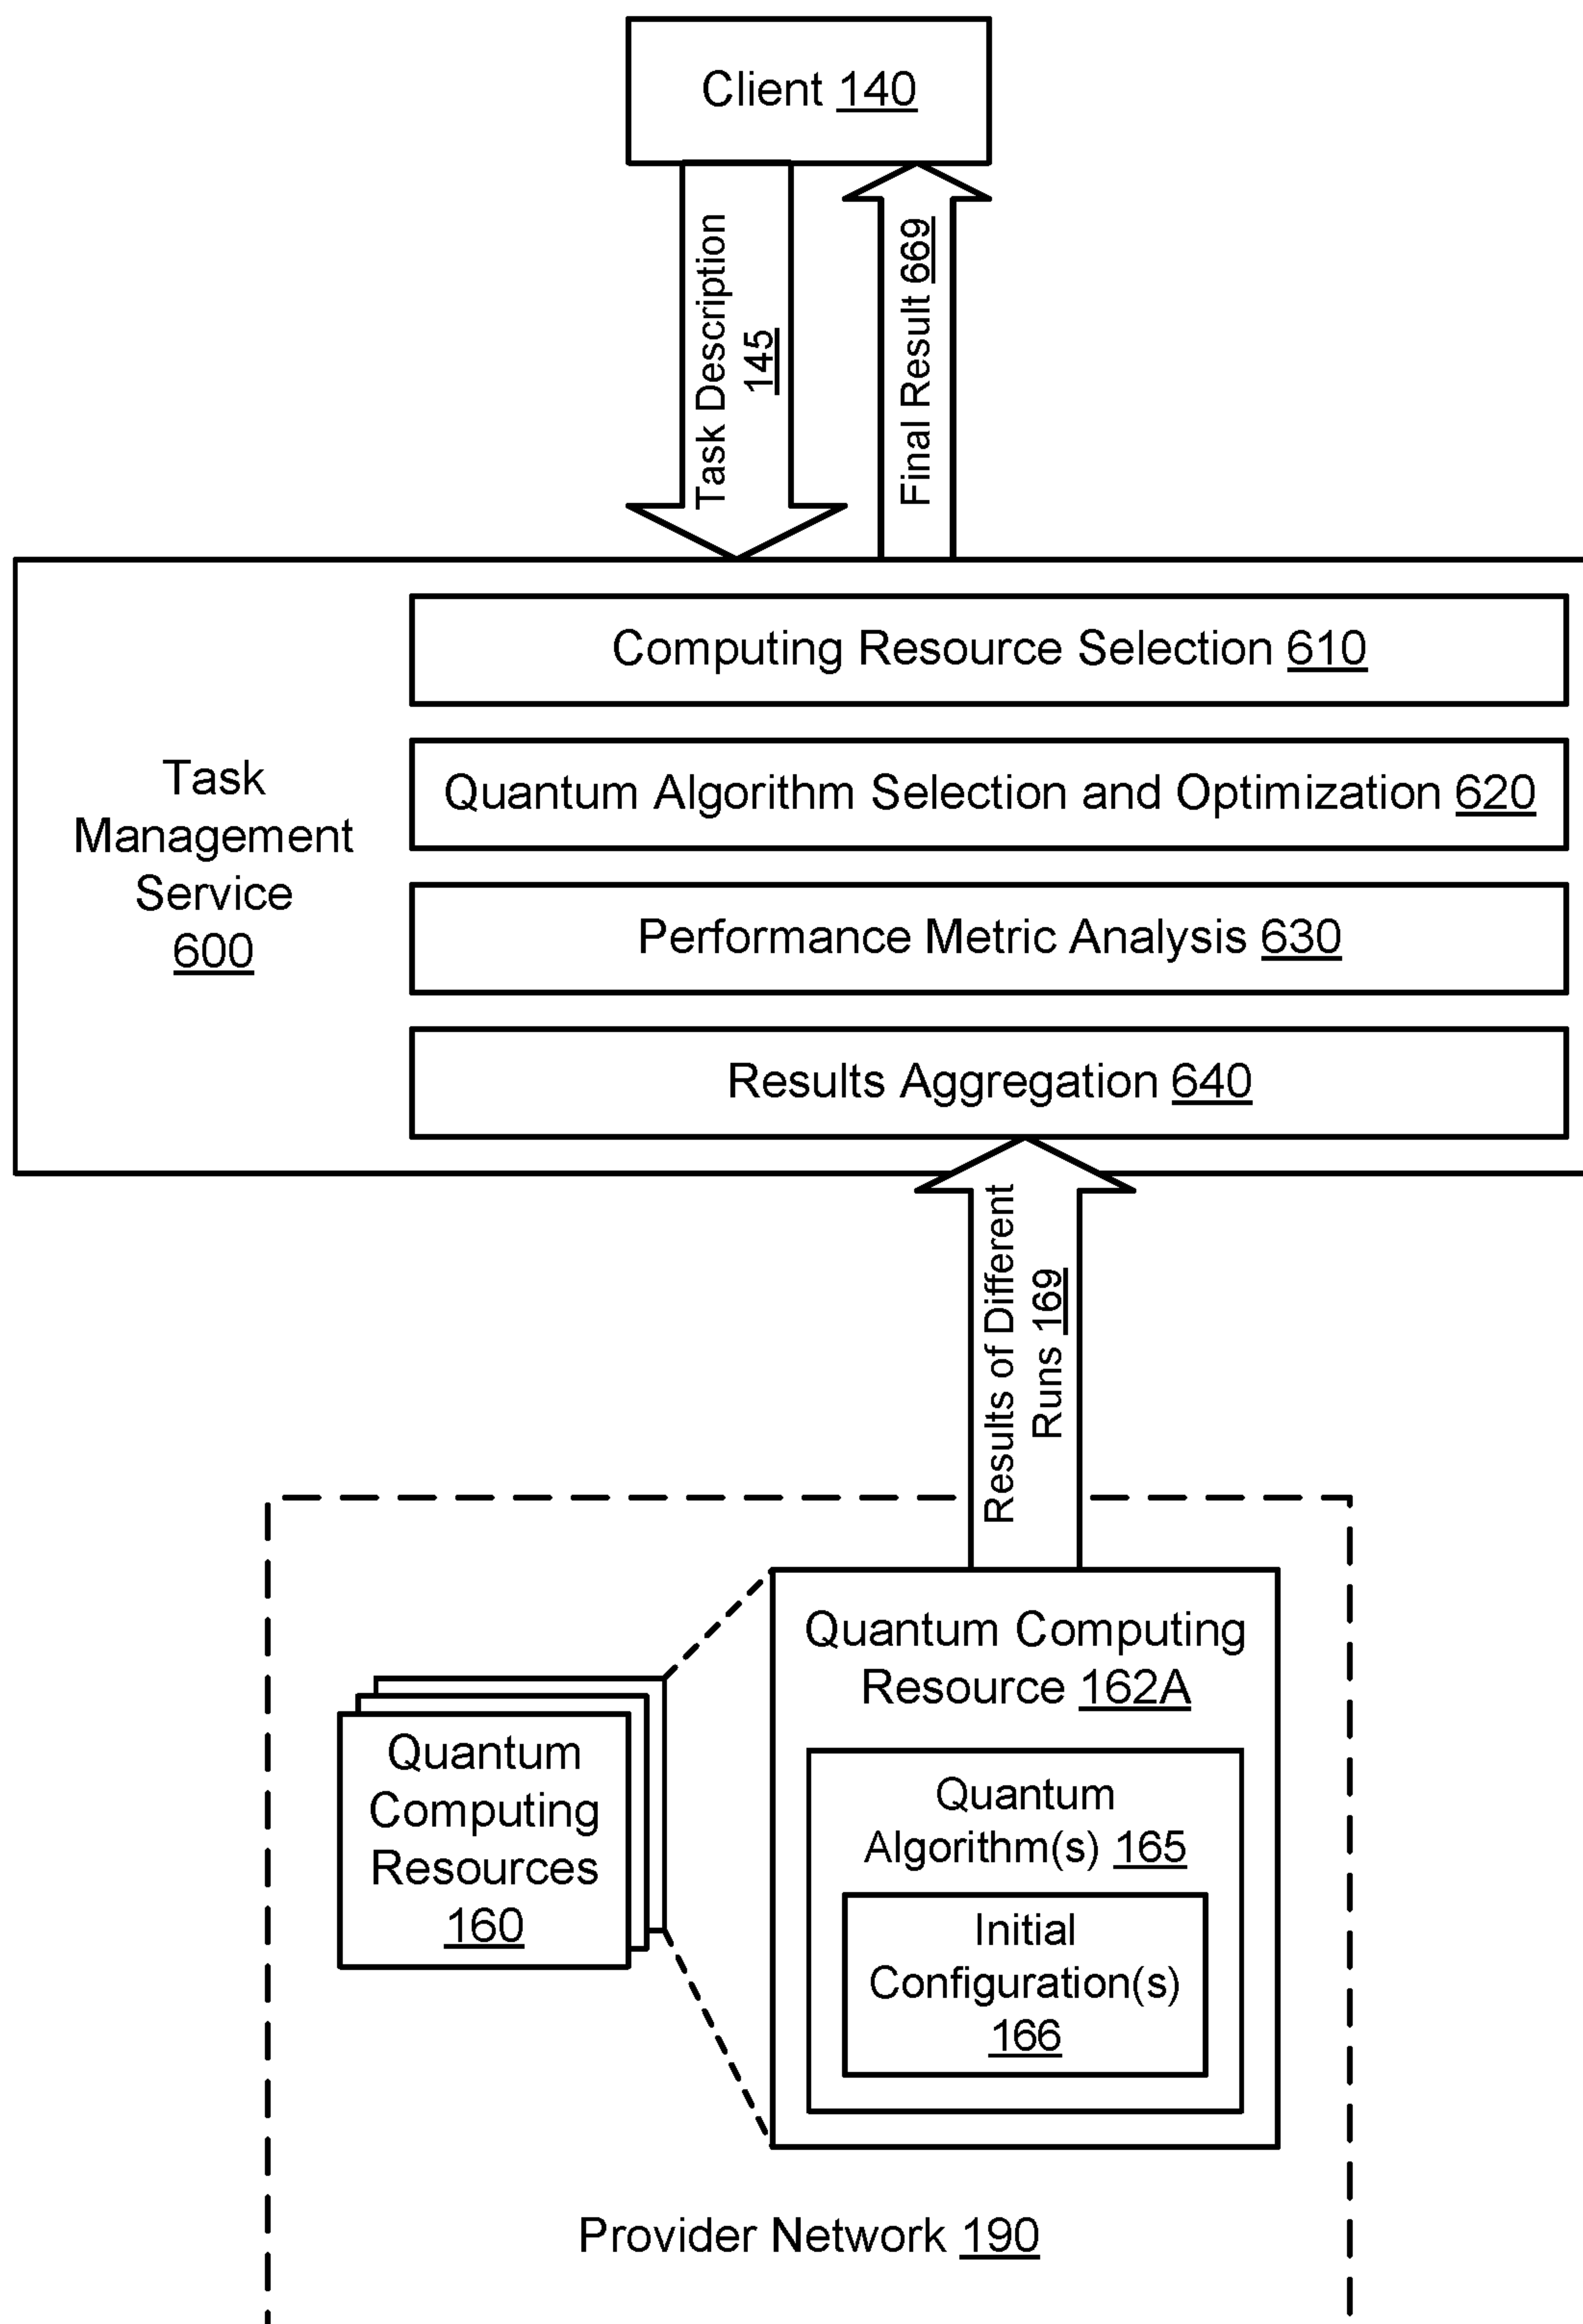 Client 140
Task Description
145
Final Result 669
Task
Management
Service
600
Computing Resource Selection 610
Quantum Algorithm Selection and Optimization 620
Performance Metric Analysis 630
Results Aggregation 640
Results of Different
Runs 169
Quantum
Computing
Resources
160
Quantum Computing
Resource 162A
Quantum
Algorithm(s) 165
Initial
Configuration(s)
166
Provider Network 190